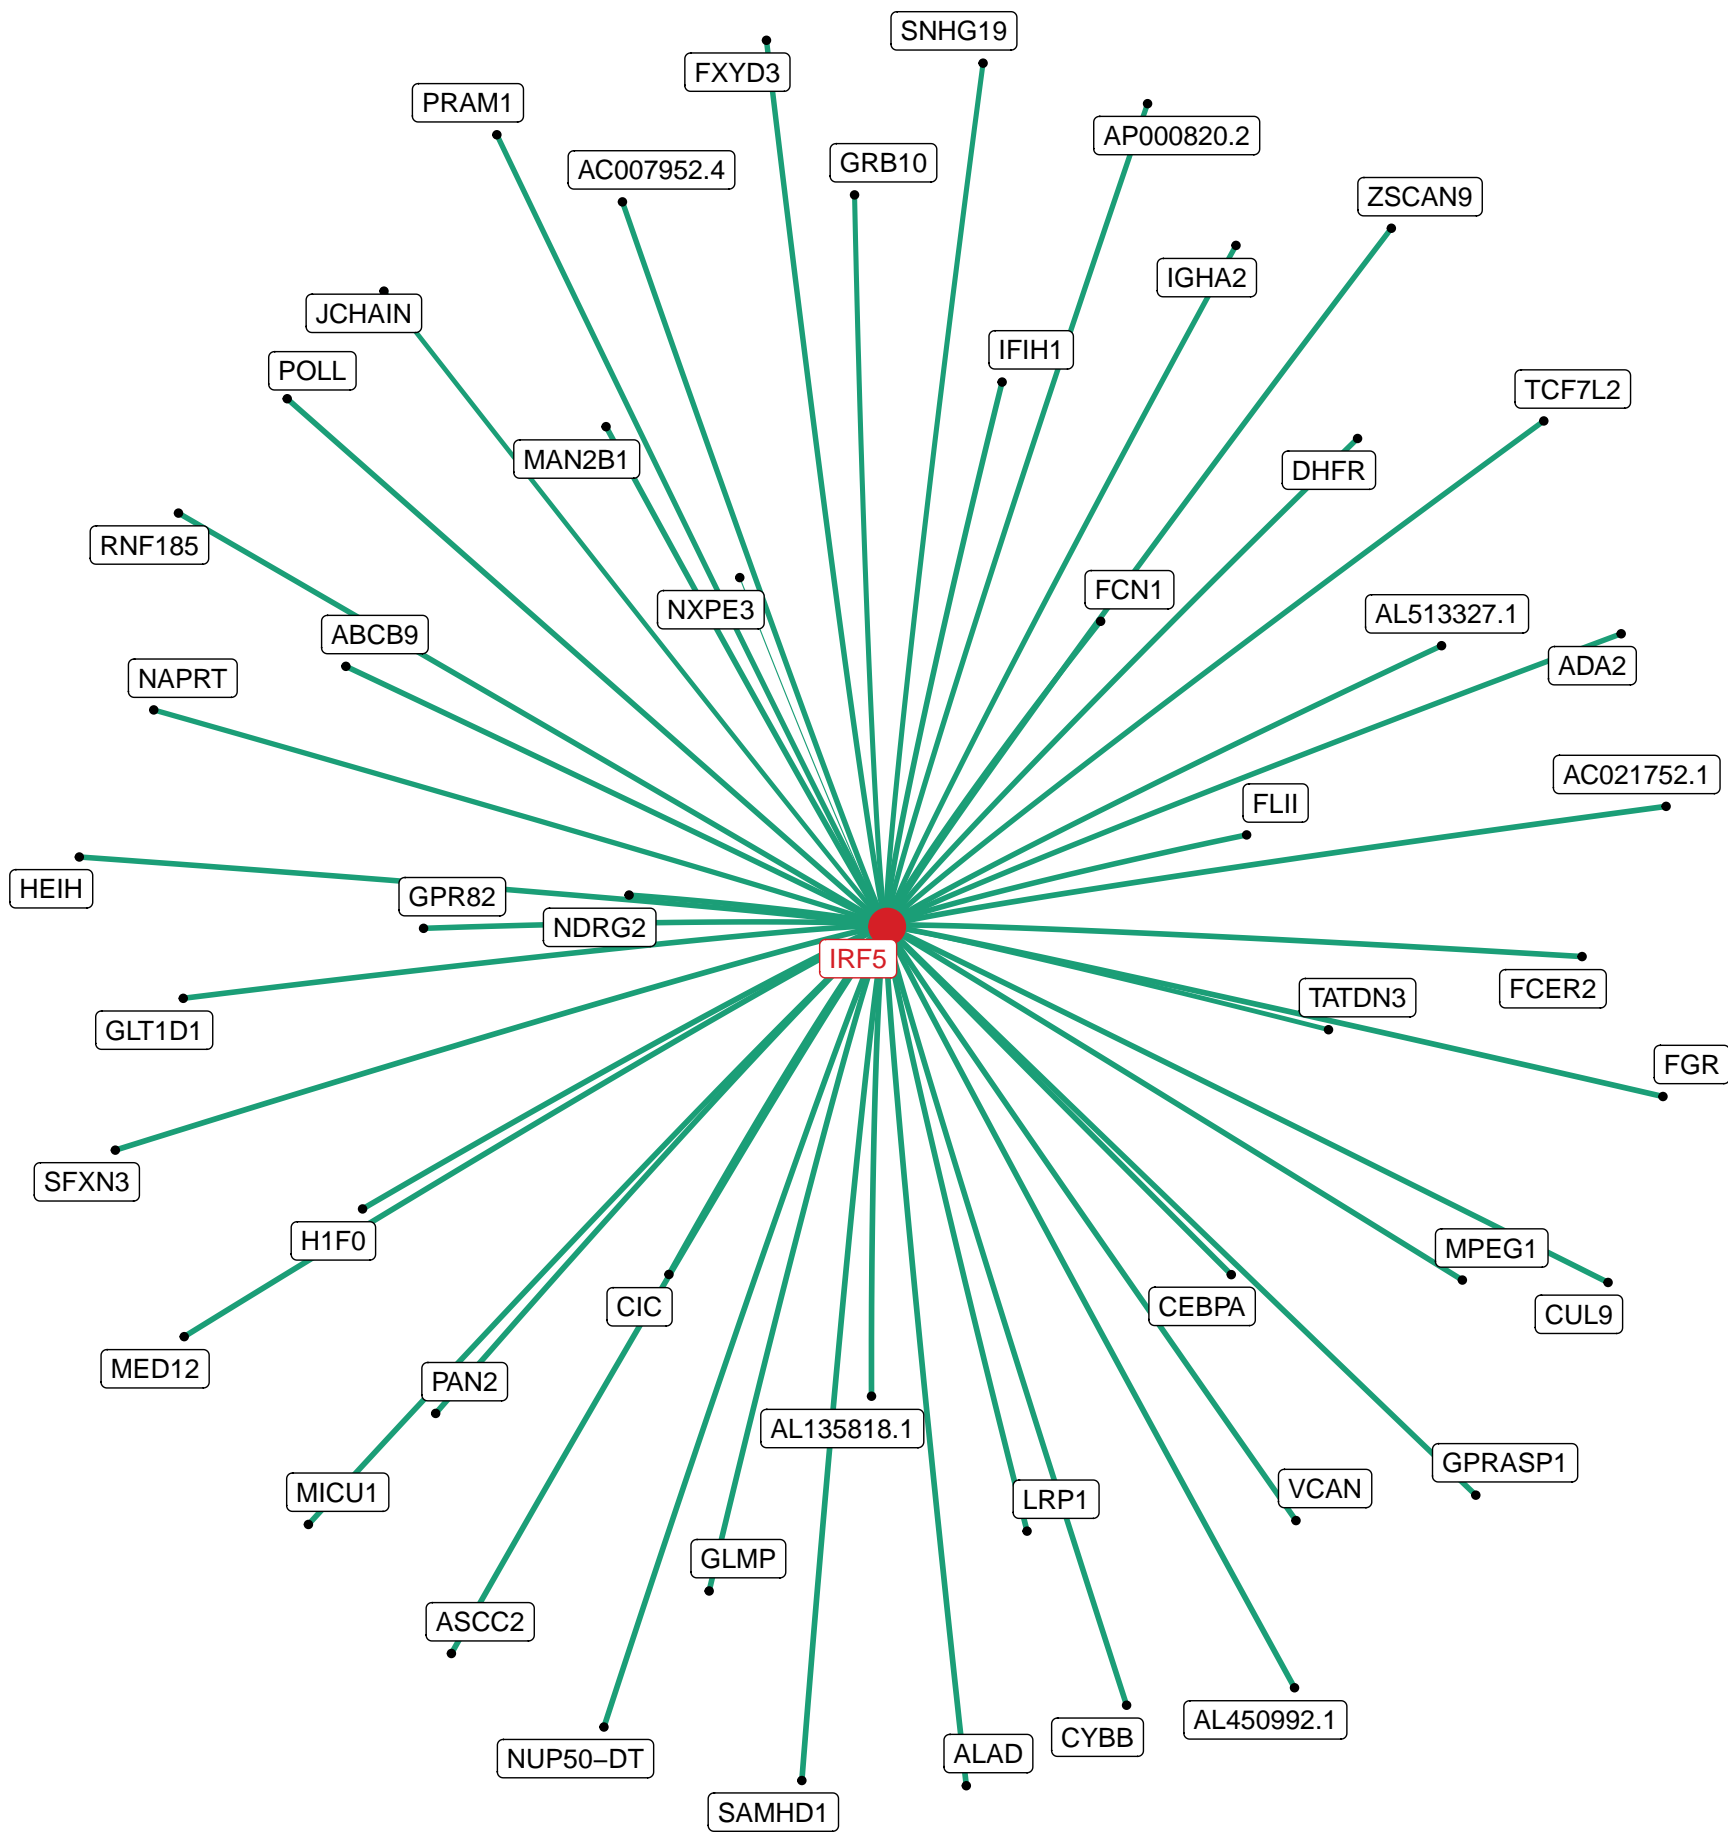 SNHG19
FXYD3
PRAM1
AP000820.2
GRB10
AC007952.4
ZSCAN9
IGHA2
JCHAIN
IFIH1
POLL
TCF7L2
MAN2B1
DHFR
RNF185
FCN1
NXPE3
AL513327.1
ABCB9
ADA2
NAPRT
AC021752.1
FLII
HEIH
GPR82
NDRG2
IRF5
FCER2
TATDN3
GLT1D1
FGR
SFXN3
H1F0
MPEG1
CIC
CEBPA
CUL9
MED12
PAN2
AL135818.1
GPRASP1
VCAN
MICU1
LRP1
GLMP
ASCC2
AL450992.1
CYBB
ALAD
NUP50−DT
SAMHD1